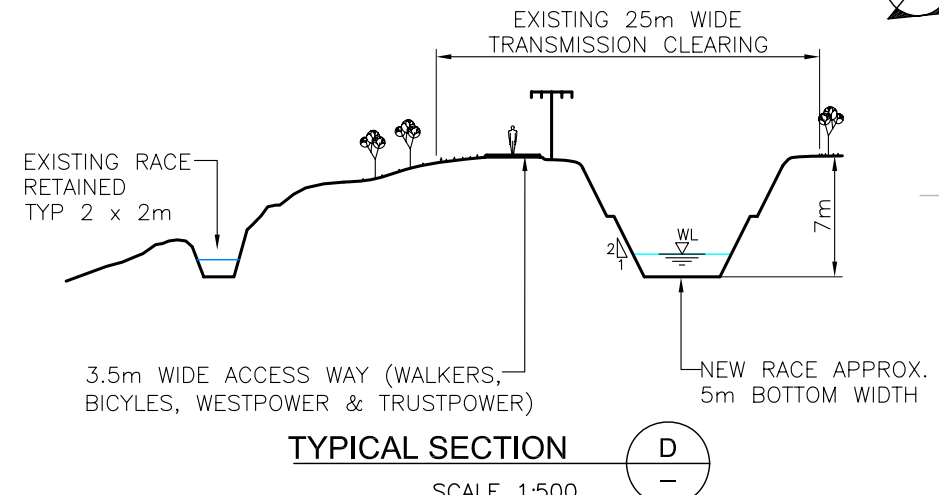 EXISTING 25m WIDE
TRANSMISSION CLEARING
EXISTING RACE
RETAINED
TYP 2 x 2m
7m
WL
2
1
3.5m WIDE ACCESS WAY (WALKERS,
BICYLES, WESTPOWER & TRUSTPOWER)
NEW RACE APPROX.
5m BOTTOM WIDTH
TYPICAL SECTION
D
–
SCALE 1:500